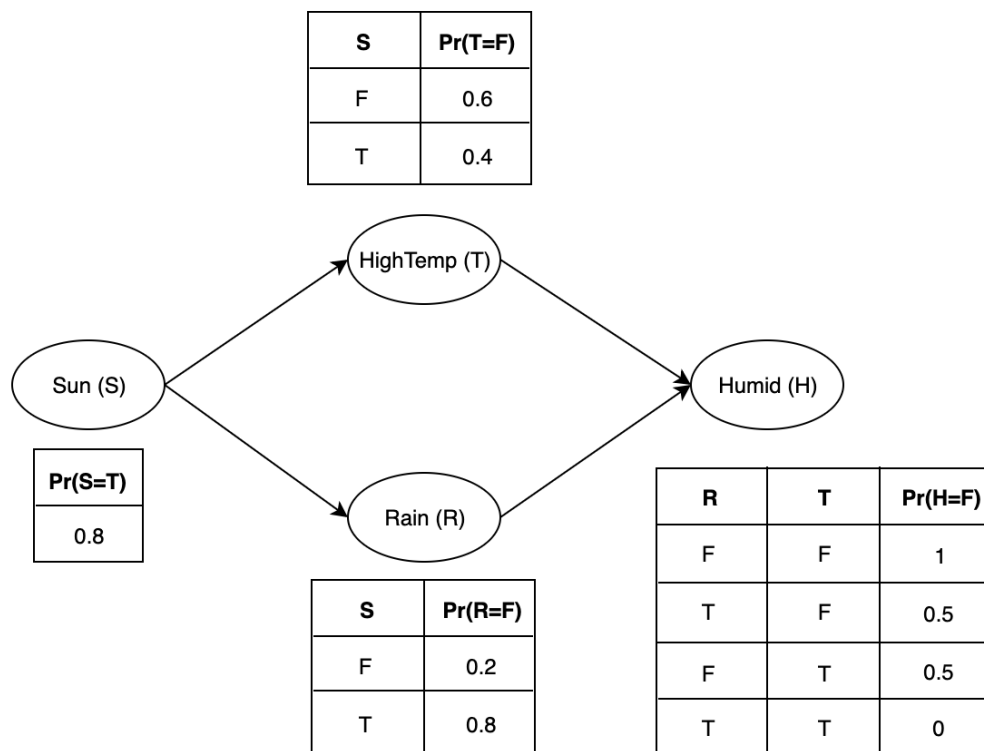 S Pr(T=F)
F 0.6
T 0.4
HighTemp (T)
Sun (S)
Humid (H)
Pr(S=T)
0.8
Rain (R)
S Pr(R=F)
F 0.2
T 0.8
R T Pr(H=F)
F F 1
T F 0.5
F T 0.5
T T 0